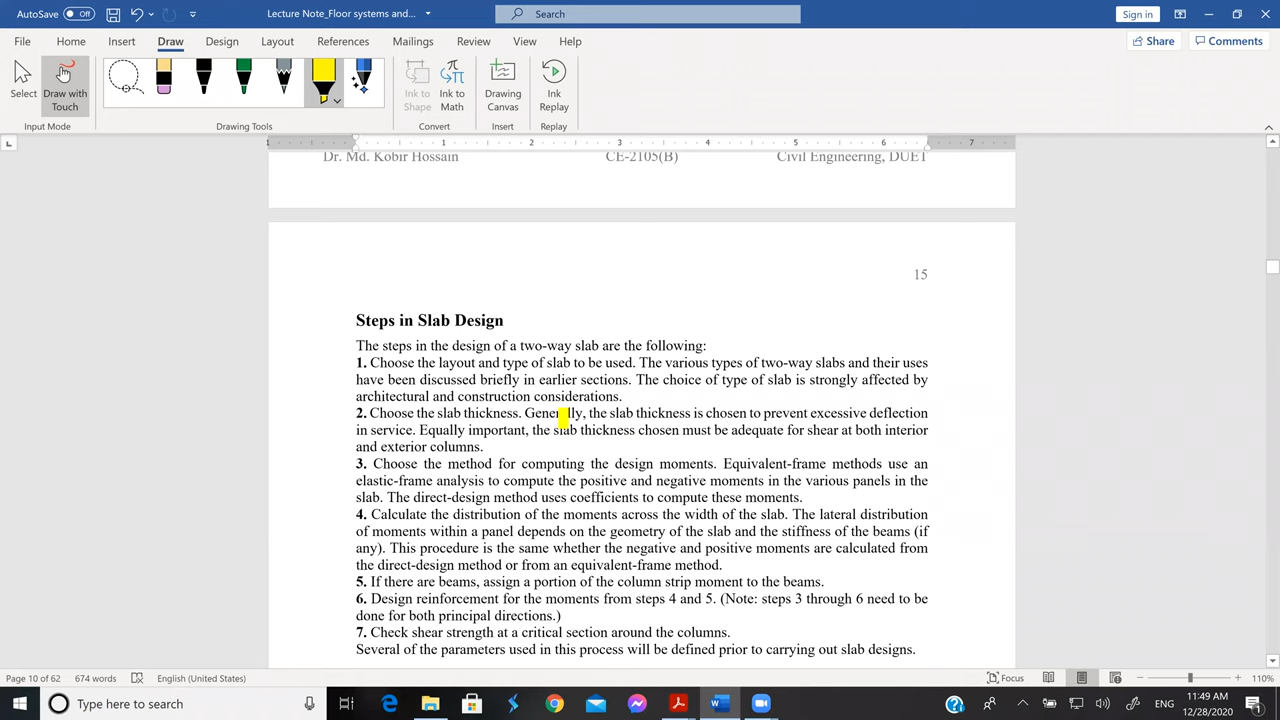 AutoSave Off Lecture Note_Floor systems and... Search Sign in
File Home Insert Draw Design Layout References Mailings Review View Help Share Comments
Select Draw with Touch Ink to Shape Ink to Math Drawing Canvas Ink Replay
Input Mode Drawing Tools Convert Insert Replay
1 1 2 3 4 5 6 7
Dr. Md. Kobir Hossain CE-2105(B) Civil Engineering, DUET
15
Steps in Slab Design
The steps in the design of a two-way slab are the following:
1. Choose the layout and type of slab to be used. The various types of two-way slabs and their uses
have been discussed briefly in earlier sections. The choice of type of slab is strongly affected by
architectural and construction considerations.
2. Choose the slab thickness. Generally, the slab thickness is chosen to prevent excessive deflection
in service. Equally important, the slab thickness chosen must be adequate for shear at both interior
and exterior columns.
3. Choose the method for computing the design moments. Equivalent-frame methods use an
elastic-frame analysis to compute the positive and negative moments in the various panels in the
slab. The direct-design method uses coefficients to compute these moments.
4. Calculate the distribution of the moments across the width of the slab. The lateral distribution
of moments within a panel depends on the geometry of the slab and the stiffness of the beams (if
any). This procedure is the same whether the negative and positive moments are calculated from
the direct-design method or from an equivalent-frame method.
5. If there are beams, assign a portion of the column strip moment to the beams.
6. Design reinforcement for the moments from steps 4 and 5. (Note: steps 3 through 6 need to be
done for both principal directions.)
7. Check shear strength at a critical section around the columns.
Several of the parameters used in this process will be defined prior to carrying out slab designs.
Page 10 of 62 674 words English (United States) Focus 110%
Type here to search ENG 11:49 AM
12/28/2020